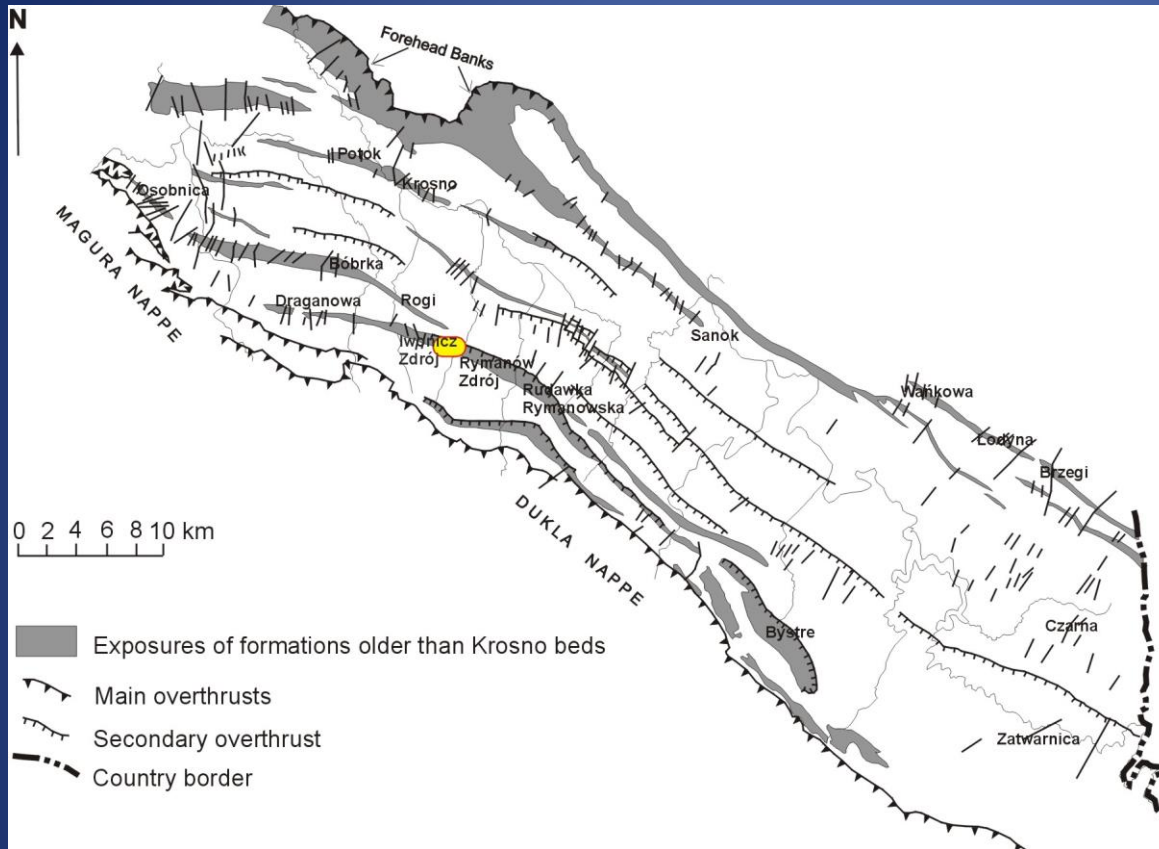 N
Forehead Banks
Potok
Krosno
Osobnica
MAGURA NAPPE
Bóbrka
Draganowa
Rogi
Iwonicz
Zdrój
Rymanów
Zdrój
Rudawka
Rymanowska
Sanok
Wańkowa
Łodyna
Brzegi
DUKLA NAPPE
0 2 4 6 8 10 km
Bystre
Czarna
Zatwarnica
Exposures of formations older than Krosno beds
Main overthrusts
Secondary overthrust
Country border